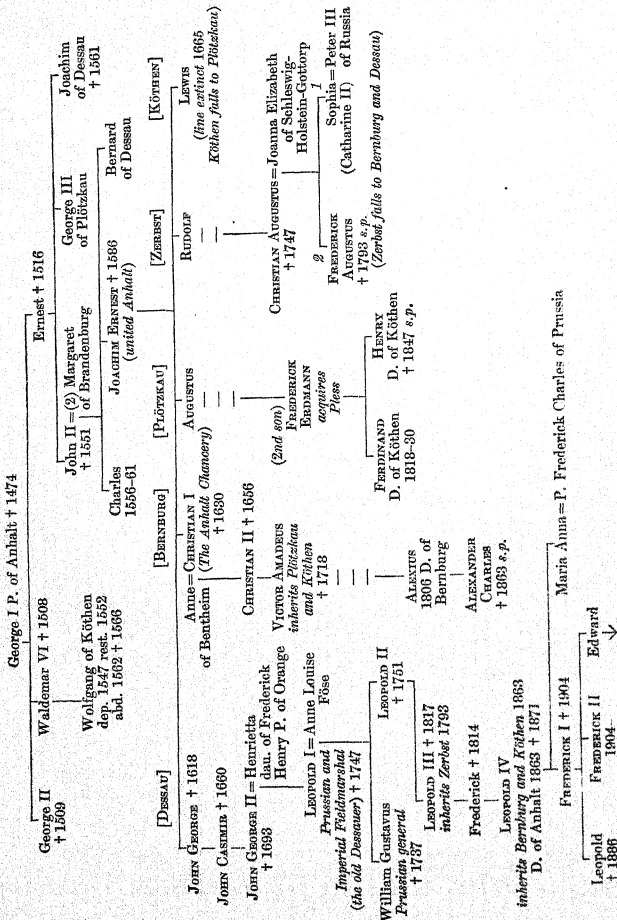 George I P. of Anhalt † 1474
George II
† 1509
Waldemar VI † 1508
Ernest † 1516
Wolfgang of Köthen
dep. 1547 rest. 1552
abd. 1562 † 1566
John II = (2) Margaret
† 1551 of Brandenburg
George III
of Plötzkau
Joachim
of Dessau
† 1561
Charles
1556–61
JOACHIM ERNEST † 1586
(united Anhalt)
Bernard
of Dessau
[DESSAU]
[BERNBURG]
[PLÖTZKAU]
[ZERBST]
[KÖTHEN]
JOHN GEORGE † 1618
Anne = CHRISTIAN I
of Bentheim (The Anhalt Chancery)
† 1630
AUGUSTUS
RUDOLF
LEWIS
(line extinct 1665
Köthen falls to Plötzkau)
JOHN CASIMIR † 1660
CHRISTIAN II † 1656
JOHN GEORGE II = Henrietta
† 1693 dau. of Frederick
Henry P. of Orange
VICTOR AMADEUS
inherits Plötzkau
and Köthen
† 1718
(2nd son)
FREDERICK
ERDMANN
acquires
Pless
CHRISTIAN AUGUSTUS = Joanna Elizabeth
† 1747 of Schleswig-
Holstein-Gottorp
LEOPOLD I = Anne Louise
Prussian and Föse
Imperial Fieldmarshal
(the old Dessauer) † 1747
2
FREDERICK
AUGUSTUS
† 1793 s.p.
1
Sophia = Peter III
(Catharine II) of Russia
(Zerbst falls to Bernburg and Dessau)
William Gustavus
Prussian general
† 1737
LEOPOLD II
† 1751
ALEXIUS
1806 D. of
Bernburg
FERDINAND
D. of Köthen
1818–30
HENRY
D. of Köthen
† 1847 s.p.
LEOPOLD III † 1817
inherits Zerbst 1793
ALEXANDER
CHARLES
† 1863 s.p.
Frederick † 1814
LEOPOLD IV
inherits Bernburg and Köthen 1863
D. of Anhalt 1863 † 1871
FREDERICK I † 1904
Maria Anna = P. Frederick Charles of Prussia
Leopold
† 1886
FREDERICK II
1904–
Edward